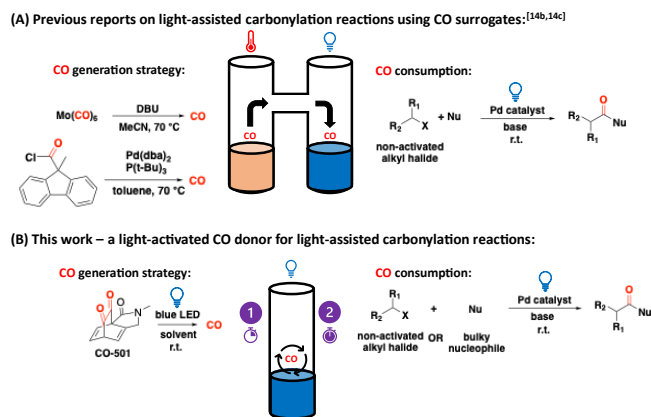 (A) Previous reports on light-assisted carbonylation reactions using CO surrogates:[14b,14c]
CO generation strategy:
Mo(CO)6
DBU
MeCN, 70 °C
CO
Cl
O
Pd(dba)2
P(t-Bu)3
toluene, 70 °C
CO
CO
CO
CO consumption:
R1
R2
X
+ Nu
non-activated
alkyl halide
Pd catalyst
base
r.t.
O
R2
Nu
R1
(B) This work – a light-activated CO donor for light-assisted carbonylation reactions:
CO generation strategy:
O
O
O
N
CO-501
blue LED
solvent
r.t.
CO
1
CO
2
CO consumption:
R1
R2
X
+
Nu
non-activated
alkyl halide
OR
bulky
nucleophile
Pd catalyst
base
r.t.
O
R2
Nu
R1